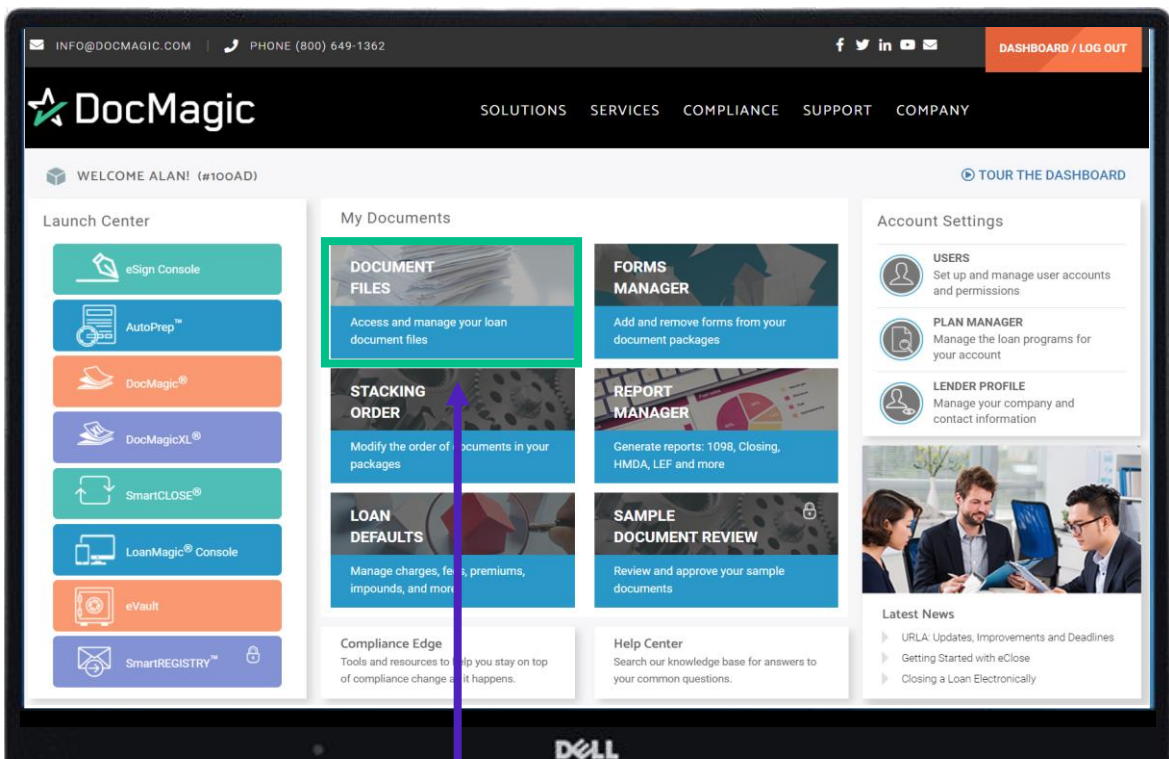 INFO@DOCMAGIC.COM | PHONE (800) 649-1362
DASHBOARD / LOG OUT
DocMagic
SOLUTIONS SERVICES COMPLIANCE SUPPORT COMPANY
WELCOME ALAN! (#100AD)
TOUR THE DASHBOARD
Launch Center
eSign Console
AutoPrep™
DocMagic®
DocMagicXL®
SmartCLOSE®
LoanMagic® Console
eVault
SmartREGISTRY™
My Documents
DOCUMENT
FILES
Access and manage your loan
document files
FORMS
MANAGER
Add and remove forms from your
document packages
STACKING
ORDER
Modify the order of documents in your
packages
REPORT
MANAGER
Generate reports: 1098, Closing,
HMDA, LEF and more
LOAN
DEFAULTS
Manage charges, fees, premiums,
impounds, and more
SAMPLE
DOCUMENT REVIEW
Review and approve your sample
documents
Compliance Edge
Tools and resources to help you stay on top
of compliance change as it happens.
Help Center
Search our knowledge base for answers to
your common questions.
Account Settings
USERS
Set up and manage user accounts
and permissions
PLAN MANAGER
Manage the loan programs for
your account
LENDER PROFILE
Manage your company and
contact information
Latest News
URLA: Updates, Improvements and Deadlines
Getting Started with eClose
Closing a Loan Electronically
DELL